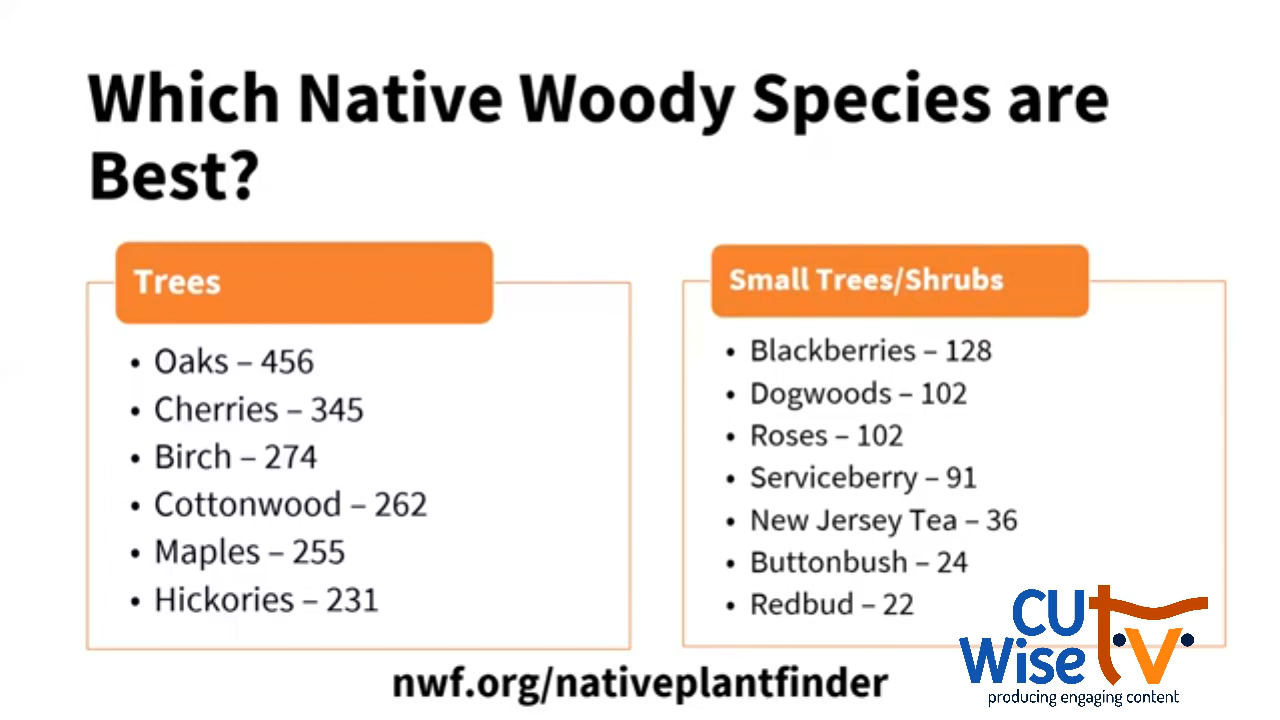 Which Native Woody Species are
Best?
Trees
• Oaks – 456
• Cherries – 345
• Birch – 274
• Cottonwood – 262
• Maples – 255
• Hickories – 231
Small Trees/Shrubs
• Blackberries – 128
• Dogwoods – 102
• Roses – 102
• Serviceberry – 91
• New Jersey Tea – 36
• Buttonbush – 24
• Redbud – 22
nwf.org/nativeplantfinder
CU
Wise tv
producing engaging content